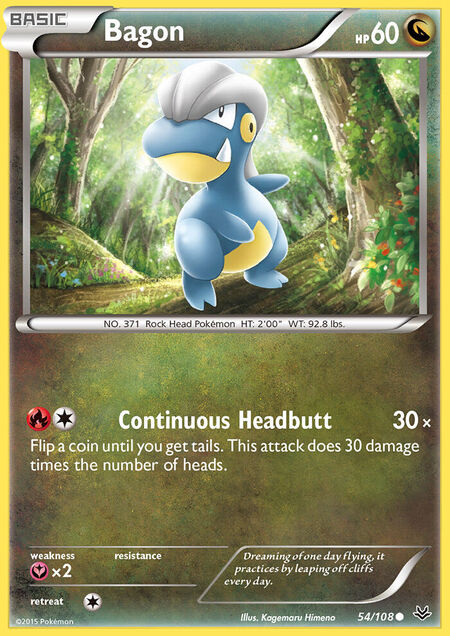 BASIC
Bagon
HP60
NO. 371 Rock Head Pokémon HT: 2'00" WT: 92.8 lbs.
Continuous Headbutt 30×
Flip a coin until you get tails. This attack does 30 damage
times the number of heads.
weakness resistance
×2
Dreaming of one day flying, it
practices by leaping off cliffs
every day.
retreat
©2015 Pokémon
Illus. Kagemaru Himeno
54/108